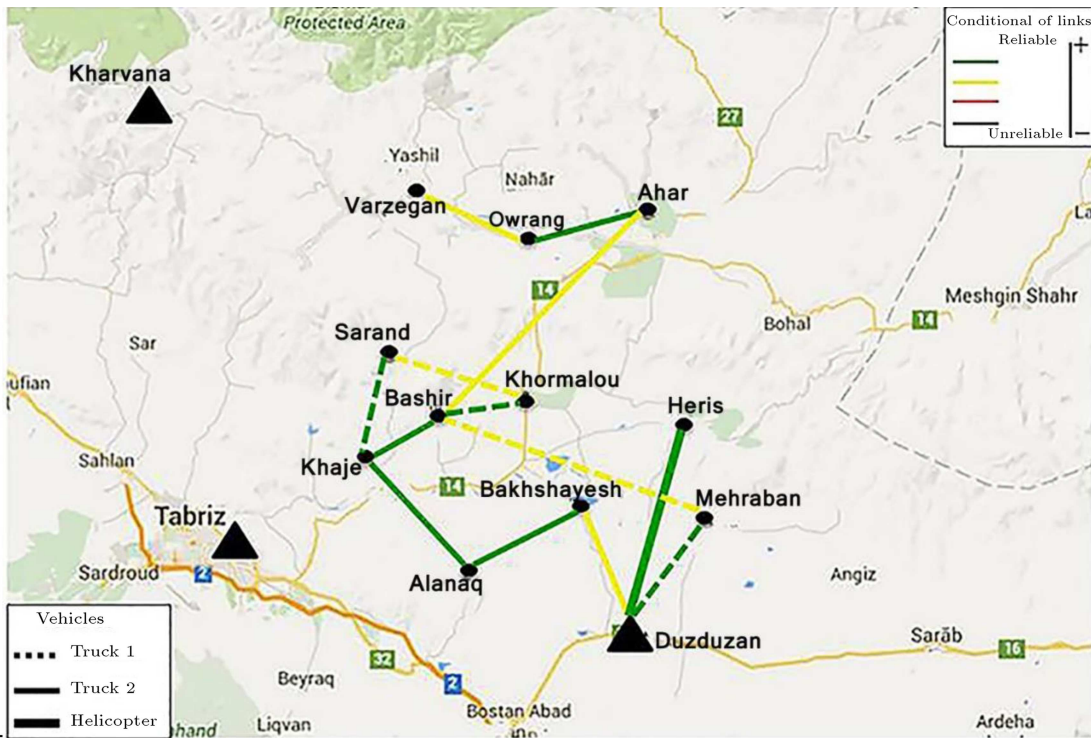 Protected Area
Conditional of links
Reliable
+
Unreliable
−
Kharvana
27
Yashil
Nahār
Ahar
Varzegan
Owrang
14
Meshgin Shahr
14
Bohal
Sar
Sarand
Khormalou
Bashir
Heris
Sahlan
Khaje
14
Bakhshayesh
Mehraban
Tabriz
Sardroud
2
Alanaq
Angiz
Vehicles
Truck 1
Truck 2
Helicopter
Duzduzan
Sarāb
16
32
2
Beyraq
Bostan Abad
Liqvan
Ardeha